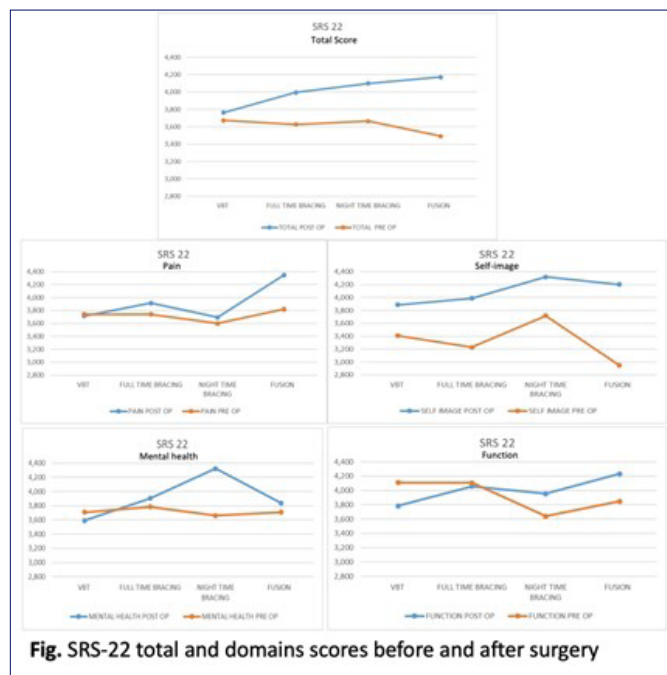 SRS 22
Total Score
4,400
4,200
4,000
3,800
3,600
3,400
3,200
3,000
2,800
VBT
FULL TIME BRACING
NIGHT TIME BRACING
FUSION
TOTAL POST OP
TOTAL PRE OP
SRS 22
Pain
4,400
4,200
4,000
3,800
3,600
3,400
3,200
3,000
2,800
VBT
FULL TIME BRACING
NIGHT TIME
BRACING
FUSION
PAIN POST OP
PAIN PRE OP
SRS 22
Self-image
4,400
4,200
4,000
3,800
3,600
3,400
3,200
3,000
2,800
VBT
FULL TIME BRACING
NIGHT TIME
BRACING
FUSION
SELF IMAGE POST OP
SELF IMAGE PRE OP
SRS 22
Mental health
4,400
4,200
4,000
3,800
3,600
3,400
3,200
3,000
2,800
VBT
FULL TIME BRACING
NIGHT TIME
BRACING
FUSION
MENTAL HEALTH POST OP
MENTAL HEALTH PRE OP
SRS 22
Function
4,400
4,200
4,000
3,800
3,600
3,400
3,200
3,000
2,800
VBT
FULL TIME BRACING
NIGHT TIME
BRACING
FUSION
FUNCTION POST OP
FUNCTION PRE OP
Fig. SRS-22 total and domains scores before and after surgery